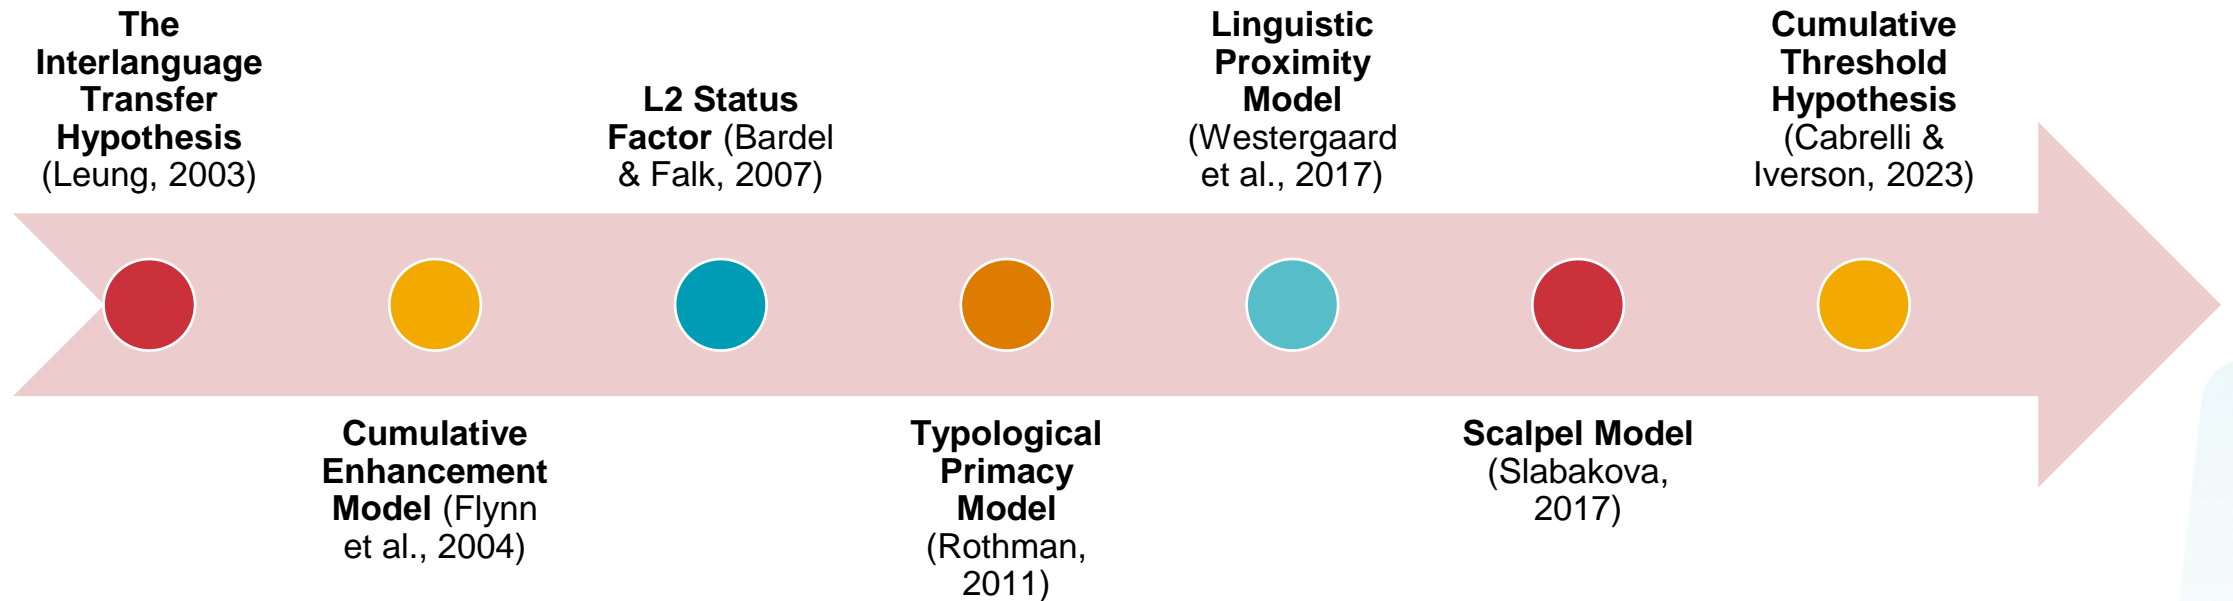 The
Interlanguage
Transfer
Hypothesis
(Leung, 2003)
Cumulative
Enhancement
Model (Flynn
et al., 2004)
L2 Status
Factor (Bardel
& Falk, 2007)
Typological
Primacy
Model
(Rothman,
2011)
Linguistic
Proximity
Model
(Westergaard
et al., 2017)
Scalpel Model
(Slabakova,
2017)
Cumulative
Threshold
Hypothesis
(Cabrelli &
Iverson, 2023)